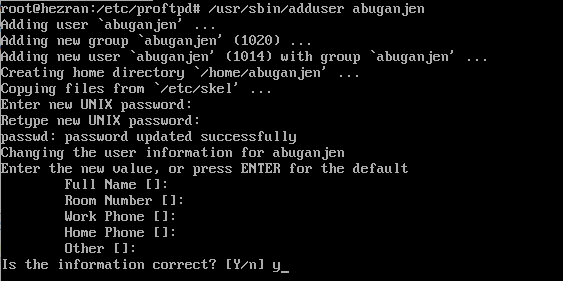 root@hezran:/etc/proftpd# /usr/sbin/adduser abuganjen
Adding user `abuganjen' ...
Adding new group `abuganjen' (1020) ...
Adding new user `abuganjen' (1014) with group `abuganjen' ...
Creating home directory `/home/abuganjen' ...
Copying files from `/etc/skel' ...
Enter new UNIX password:
Retype new UNIX password:
passwd: password updated successfully
Changing the user information for abuganjen
Enter the new value, or press ENTER for the default
        Full Name []:
        Room Number []:
        Work Phone []:
        Home Phone []:
        Other []:
Is the information correct? [Y/n] y_